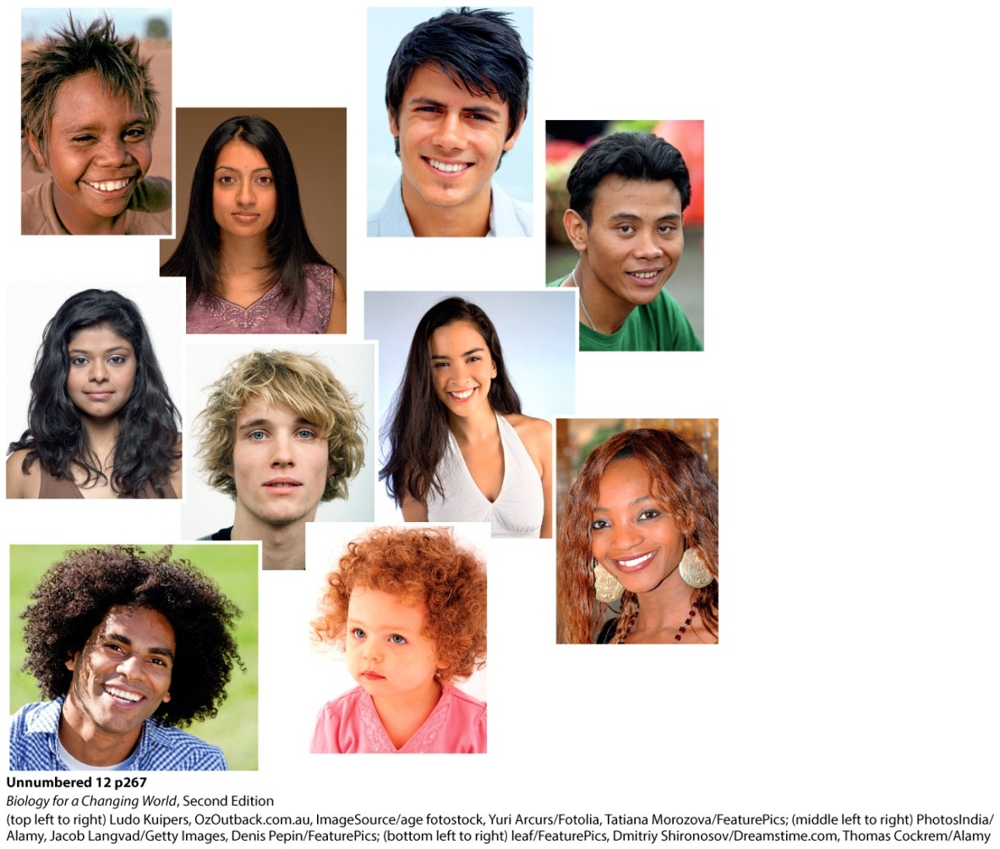 Unnumbered 12 p267
Biology for a Changing World, Second Edition
(top left to right) Ludo Kuipers, OzOutback.com.au, ImageSource/age fotostock, Yuri Arcurs/Fotolia, Tatiana Morozova/FeaturePics; (middle left to right) PhotosIndia/
Alamy, Jacob Langvad/Getty Images, Denis Pepin/FeaturePics; (bottom left to right) leaf/FeaturePics, Dmitriy Shironosov/Dreamstime.com, Thomas Cockrem/Alamy